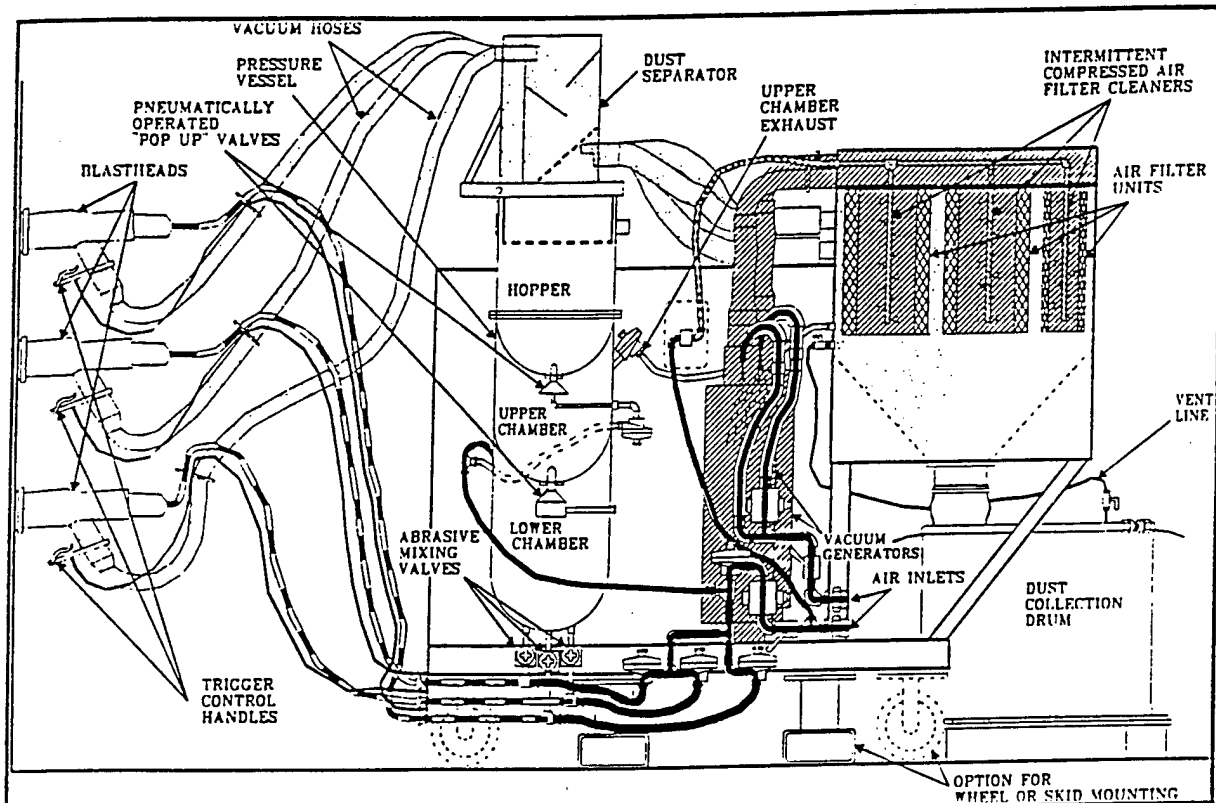 VACUUM HOSES
PRESSURE
VESSEL
PNEUMATICALLY
OPERATED
"POP UP" VALVES
BLASTHEADS
DUST
SEPARATOR
UPPER
CHAMBER
EXHAUST
INTERMITTENT
COMPRESSED AIR
FILTER CLEANERS
AIR FILTER
UNITS
HOPPER
UPPER
CHAMBER
LOWER
CHAMBER
ABRASIVE
MIXING
VALVES
VENT
LINE
VACUUM
GENERATORS
AIR INLETS
DUST
COLLECTION
DRUM
TRIGGER
CONTROL
HANDLES
OPTION FOR
WHEEL OR SKID MOUNTING